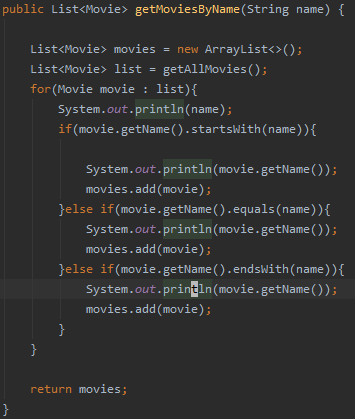 public List<Movie> getMoviesByName(String name) {
List<Movie> movies = new ArrayList<>();
List<Movie> list = getAllMovies();
for(Movie movie : list){
System.out.println(name);
if(movie.getName().startsWith(name)){
System.out.println(movie.getName());
movies.add(movie);
}else if(movie.getName().equals(name)){
System.out.println(movie.getName());
movies.add(movie);
}else if(movie.getName().endsWith(name)){
System.out.println(movie.getName());
movies.add(movie);
}
}
return movies;
}